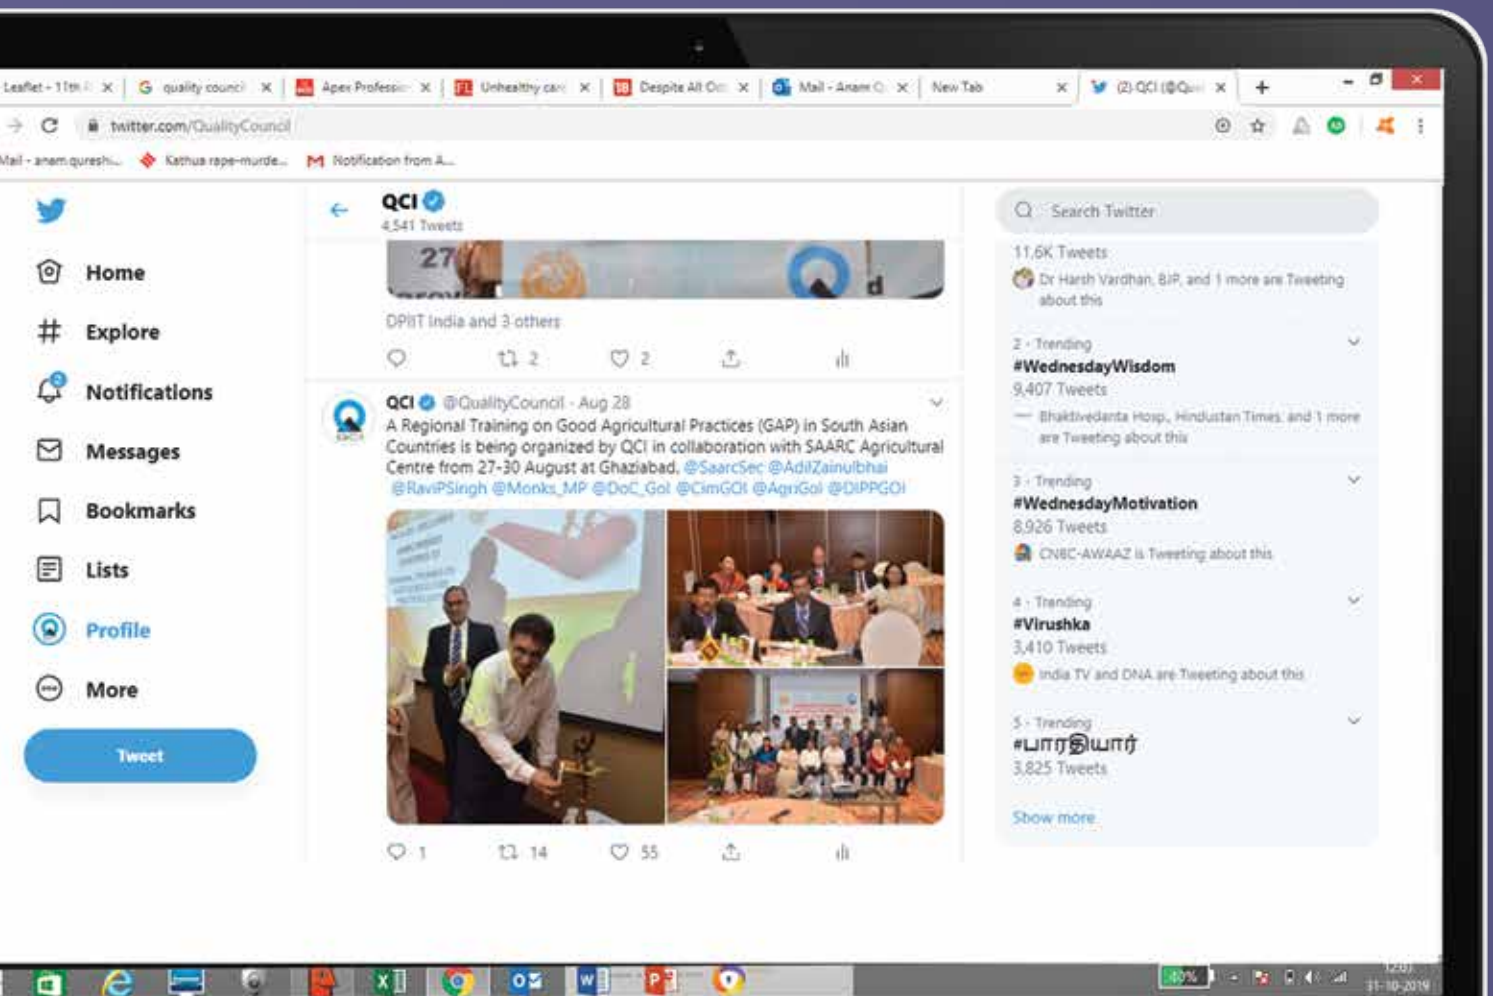 Leaflet - 11th
quality council
Apex Profession
Unhealthy care
Despite All Od
Mail - Anam Q
New Tab
(2) QCI (@Qual
twitter.com/QualityCouncil
Mail - anam.qureshi...
Kathua rape-murde...
Notification from A...
QCI
4,541 Tweets
Search Twitter
Home
Explore
Notifications
Messages
Bookmarks
Lists
Profile
More
Tweet
27
d
DPIIT India and 3 others
2 2
QCI @QualityCouncil - Aug 28
A Regional Training on Good Agricultural Practices (GAP) in South Asian
Countries is being organized by QCI in collaboration with SAARC Agricultural
Centre from 27-30 August at Ghaziabad. @SaarcSec @AdilZainulbhai
@RaviPSingh @Monks_MP @DoC_GoI @CimGOI @AgriGoI @DIPPGOI
1 14 55
11.6K Tweets
Dr Harsh Vardhan, BJP, and 1 more are Tweeting
about this
2 - Trending
#WednesdayWisdom
9,407 Tweets
Bhaktivedanta Hosp., Hindustan Times, and 1 more
are Tweeting about this
3 - Trending
#WednesdayMotivation
8,926 Tweets
CNBC-AWAAZ is Tweeting about this
4 - Trending
#Virushka
3,410 Tweets
India TV and DNA are Tweeting about this
5 - Trending
#பாரதியார்
3,825 Tweets
Show more
40%
12:01
31-10-2019